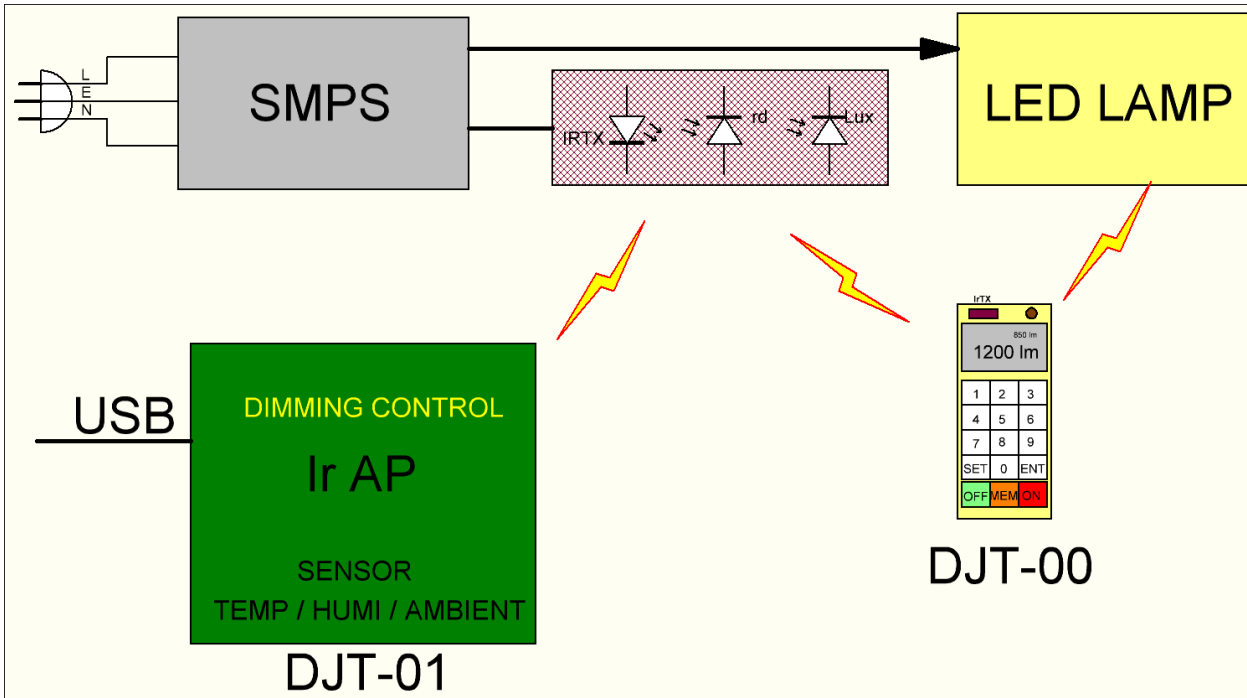 L
E
N
SMPS
IRTX
rd
Lux
LED LAMP
USB
DIMMING CONTROL
Ir AP
SENSOR
TEMP / HUMI / AMBIENT
DJT-01
IrTX
850 lm
1200 lm
1 2 3
4 5 6
7 8 9
SET 0 ENT
OFF MEM ON
DJT-00